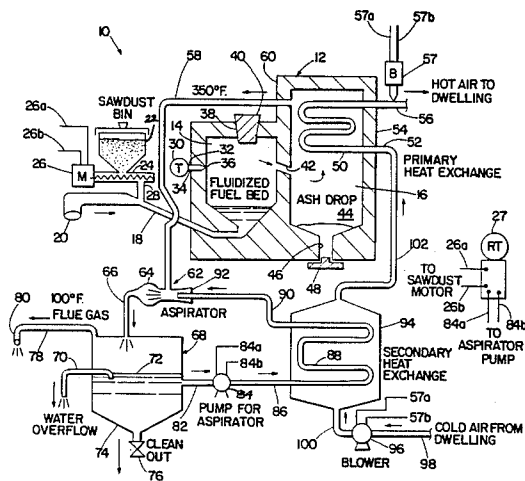 57a
57b
10
58
40
60
12
B
57
350°F.
HOT AIR TO
DWELLING
SAWDUST
BIN
22
26a
26b
38
14
30
32
T
36
34
42
54
56
52
50
PRIMARY
HEAT EXCHANGE
26
M
24
28
FLUIDIZED
FUEL BED
ASH DROP
44
16
20
18
46
48
102
27
RT
26a
TO
SAWDUST
MOTOR
26b
84a
84b
TO
ASPIRATOR
PUMP
66
64
62
92
90
94
ASPIRATOR
80
100°F.
FLUE GAS
68
78
70
72
84a
84b
84
88
SECONDARY
HEAT
EXCHANGE
WATER
OVERFLOW
74
82
PUMP FOR
ASPIRATOR
86
CLEAN
OUT
76
100
57a
57b
COLD AIR FROM
DWELLING
BLOWER
96
98